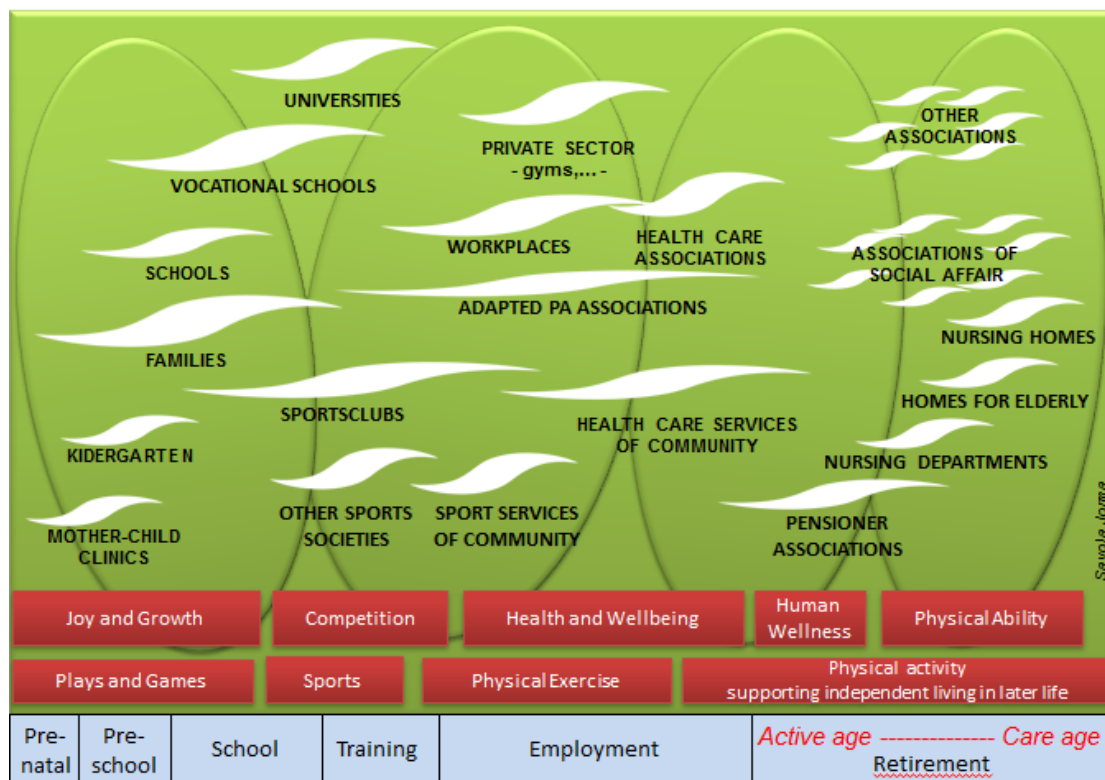 UNIVERSITIES
OTHER
ASSOCIATIONS
PRIVATE SECTOR
- gyms,... -
VOCATIONAL SCHOOLS
WORKPLACES
HEALTH CARE
ASSOCIATIONS
ASSOCIATIONS OF
SOCIAL AFFAIR
SCHOOLS
ADAPTED PA ASSOCIATIONS
NURSING HOMES
FAMILIES
HOMES FOR ELDERLY
SPORTSCLUBS
HEALTH CARE SERVICES
OF COMMUNITY
KIDERGARTEN
NURSING DEPARTMENTS
MOTHER-CHILD
CLINICS
OTHER SPORTS
SOCIETIES
SPORT SERVICES
OF COMMUNITY
PENSIONER
ASSOCIATIONS
Savola Jorma
Joy and Growth
Competition
Health and Wellbeing
Human
Wellness
Physical Ability
Plays and Games
Sports
Physical Exercise
Physical activity
supporting independent living in later life
Pre-
natal
Pre-
school
School
Training
Employment
Active age -------------- Care age
Retirement